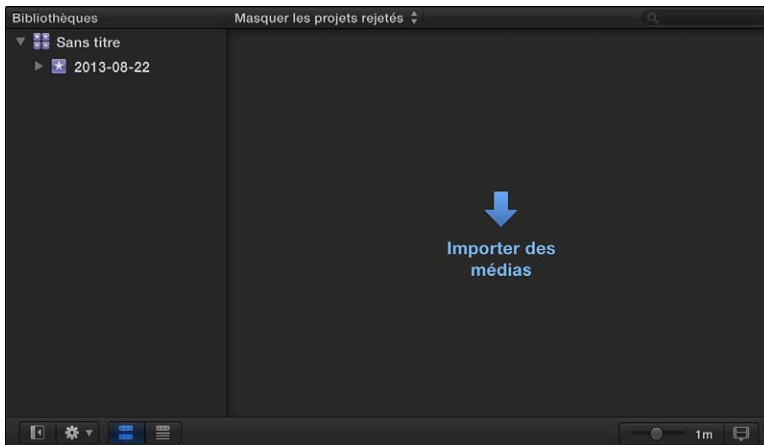 Bibliothèques
Masquer les projets rejetés
Sans titre
2013-08-22
Importer des
médias
1m